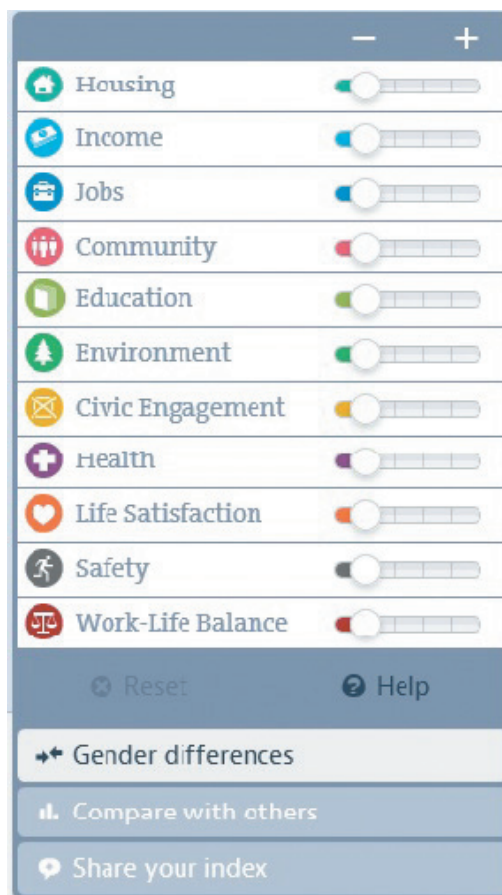 − +
Housing
Income
Jobs
Community
Education
Environment
Civic Engagement
Health
Life Satisfaction
Safety
Work-Life Balance
Reset Help
Gender differences
Compare with others
Share your index